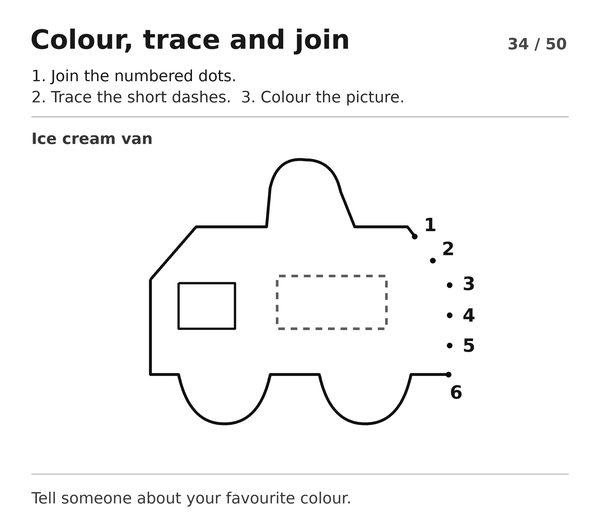 Colour, trace and join
34 / 50
1. Join the numbered dots.
2. Trace the short dashes.  3. Colour the picture.
Ice cream van
1
2
3
4
5
6
Tell someone about your favourite colour.